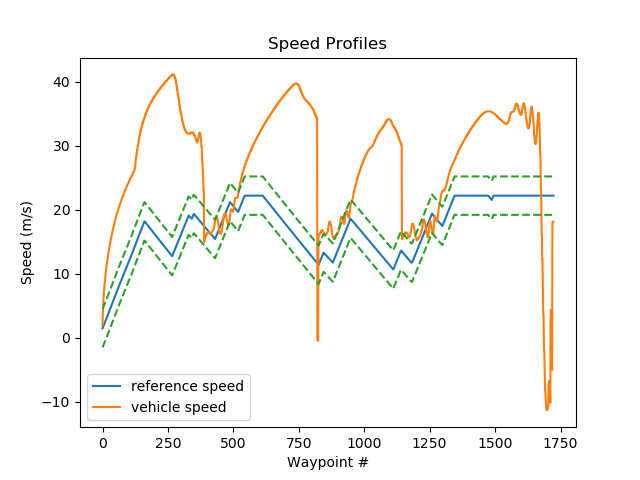 Speed Profiles
Speed (m/s)
40
30
20
10
0
−10
reference speed
vehicle speed
0 250 500 750 1000 1250 1500 1750
Waypoint #